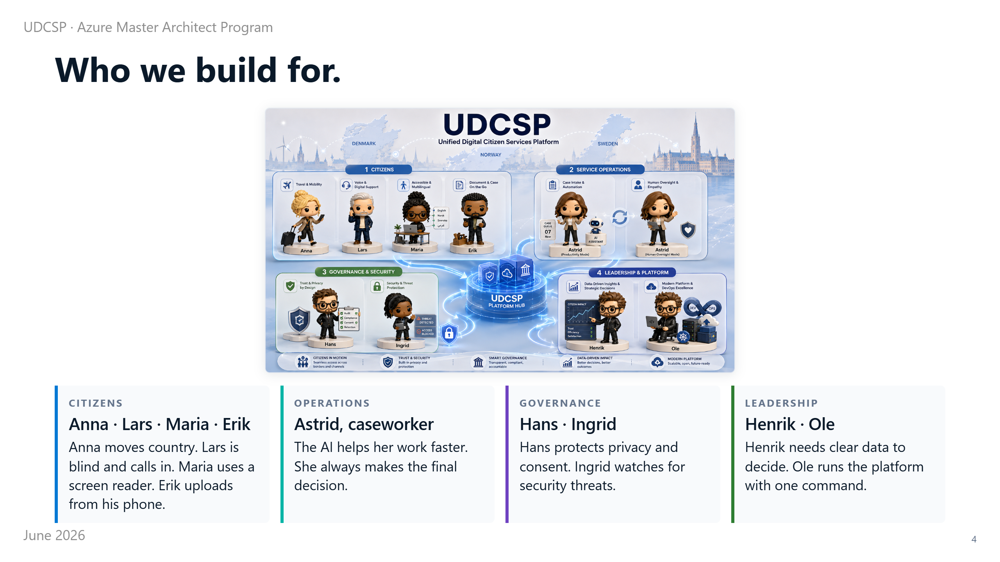 UDCSP · Azure Master Architect Program
Who we build for.
UDCSP
Unified Digital Citizen Services Platform
DENMARK
NORWAY
SWEDEN
1 CITIZENS
Travel & Mobility
Voice &
Digital Support
Accessible &
Multilingual
Document & Case
On the Go
English
Norsk
Svenska
عربي
Anna
Lars
Maria
Erik
2 SERVICE OPERATIONS
Case Intake &
Automation
Human Oversight &
Empathy
CASE
QUEUE
07
New
AI
ASSISTANT
Astrid
(Productivity Mode)
Astrid
(Human Oversight Mode)
3 GOVERNANCE & SECURITY
Trust & Privacy
by Design
Security & Threat
Protection
Audit
Compliance
Consent
Retention
THREAT
DETECTED
ACCESS
BLOCKED
Hans
Ingrid
UDCSP
PLATFORM HUB
4 LEADERSHIP & PLATFORM
Data-Driven Insights &
Strategic Decisions
Modern Platform &
DevOps Excellence
CITIZEN IMPACT
Trust
Efficiency
Satisfaction
DEV
OPS
</>
Henrik
Ole
CITIZENS IN MOTION
Seamless access across
borders and channels
TRUST & SECURITY
Built-in privacy and
protection
SMART GOVERNANCE
Transparent, compliant,
accountable
DATA-DRIVEN IMPACT
Better decisions, better
outcomes
MODERN PLATFORM
Scalable, open, future-ready
CITIZENS
Anna · Lars · Maria · Erik
Anna moves country. Lars is
blind and calls in. Maria uses a
screen reader. Erik uploads
from his phone.
OPERATIONS
Astrid, caseworker
The AI helps her work faster.
She always makes the final
decision.
GOVERNANCE
Hans · Ingrid
Hans protects privacy and
consent. Ingrid watches for
security threats.
LEADERSHIP
Henrik · Ole
Henrik needs clear data to
decide. Ole runs the platform
with one command.
June 2026
4